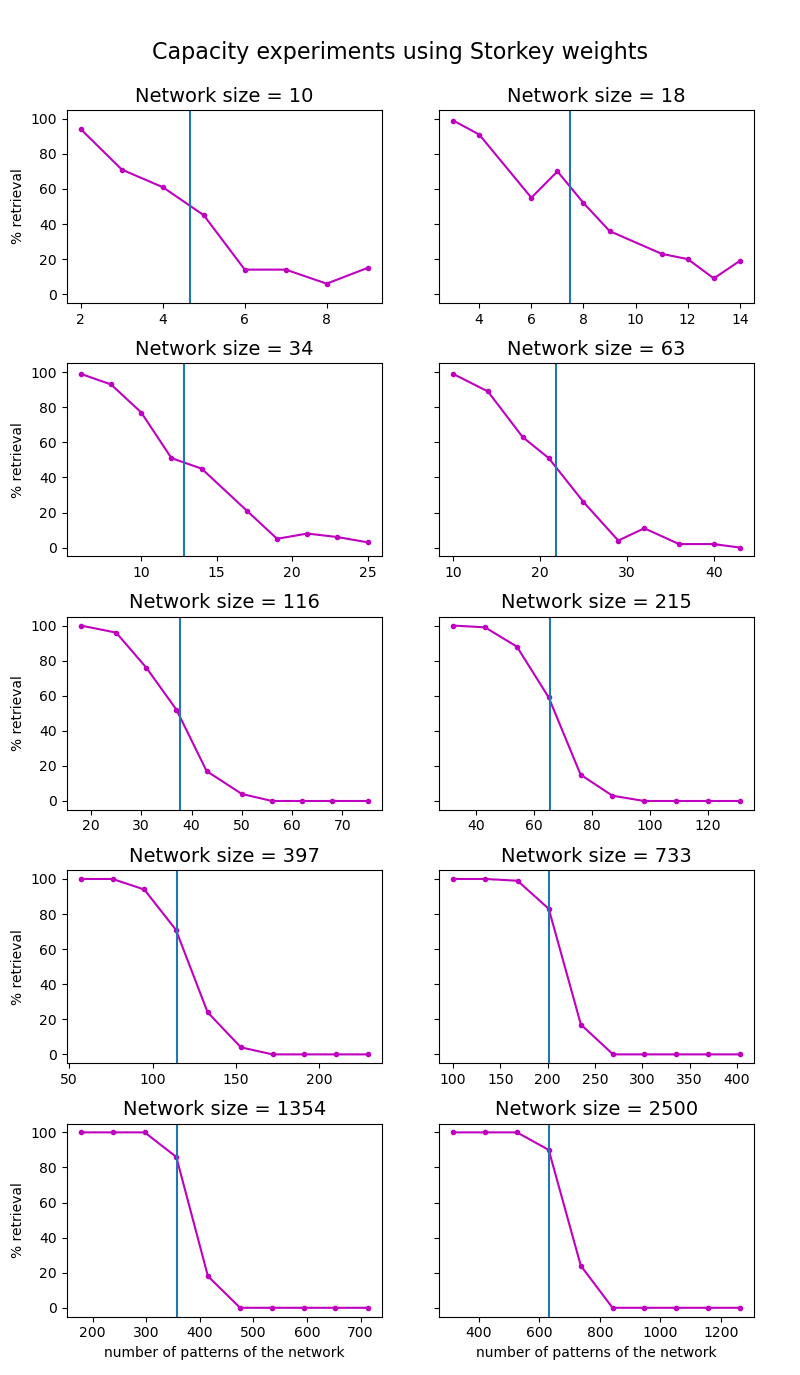 Capacity experiments using Storkey weights
Network size = 10
Network size = 18
100
80
60
40
20
0
% retrieval
2 4 6 8
4 6 8 10 12 14
Network size = 34
Network size = 63
100
80
60
40
20
0
% retrieval
10 15 20 25
10 20 30 40
Network size = 116
Network size = 215
100
80
60
40
20
0
% retrieval
20 30 40 50 60 70
40 60 80 100 120
Network size = 397
Network size = 733
100
80
60
40
20
0
% retrieval
50 100 150 200
100 150 200 250 300 350 400
Network size = 1354
Network size = 2500
100
80
60
40
20
0
% retrieval
200 300 400 500 600 700
400 600 800 1000 1200
number of patterns of the network
number of patterns of the network